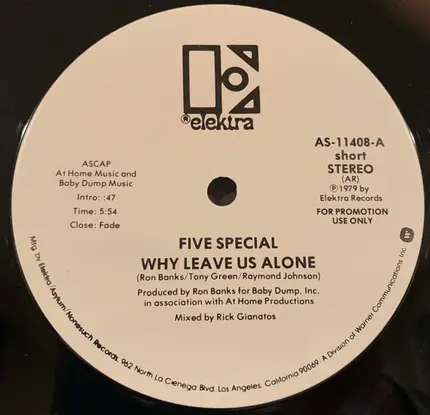 ®elektra
AS-11408-A
short
STEREO
(AR)
Ⓟ1979 by
Elektra Records
FOR PROMOTION
USE ONLY
ASCAP
At Home Music and
Baby Dump Music
Intro: :47
Time: 5:54
Close: Fade
FIVE SPECIAL
WHY LEAVE US ALONE
(Ron Banks/Tony Green/Raymond Johnson)
Produced by Ron Banks for Baby Dump, Inc.
in association with At Home Productions
Mixed by Rick Gianatos
Mfg. by Elektra/Asylum/Nonesuch Records, 962 North La Cienega Blvd. Los Angeles, California 90069. A Division of Warner Communications Inc.